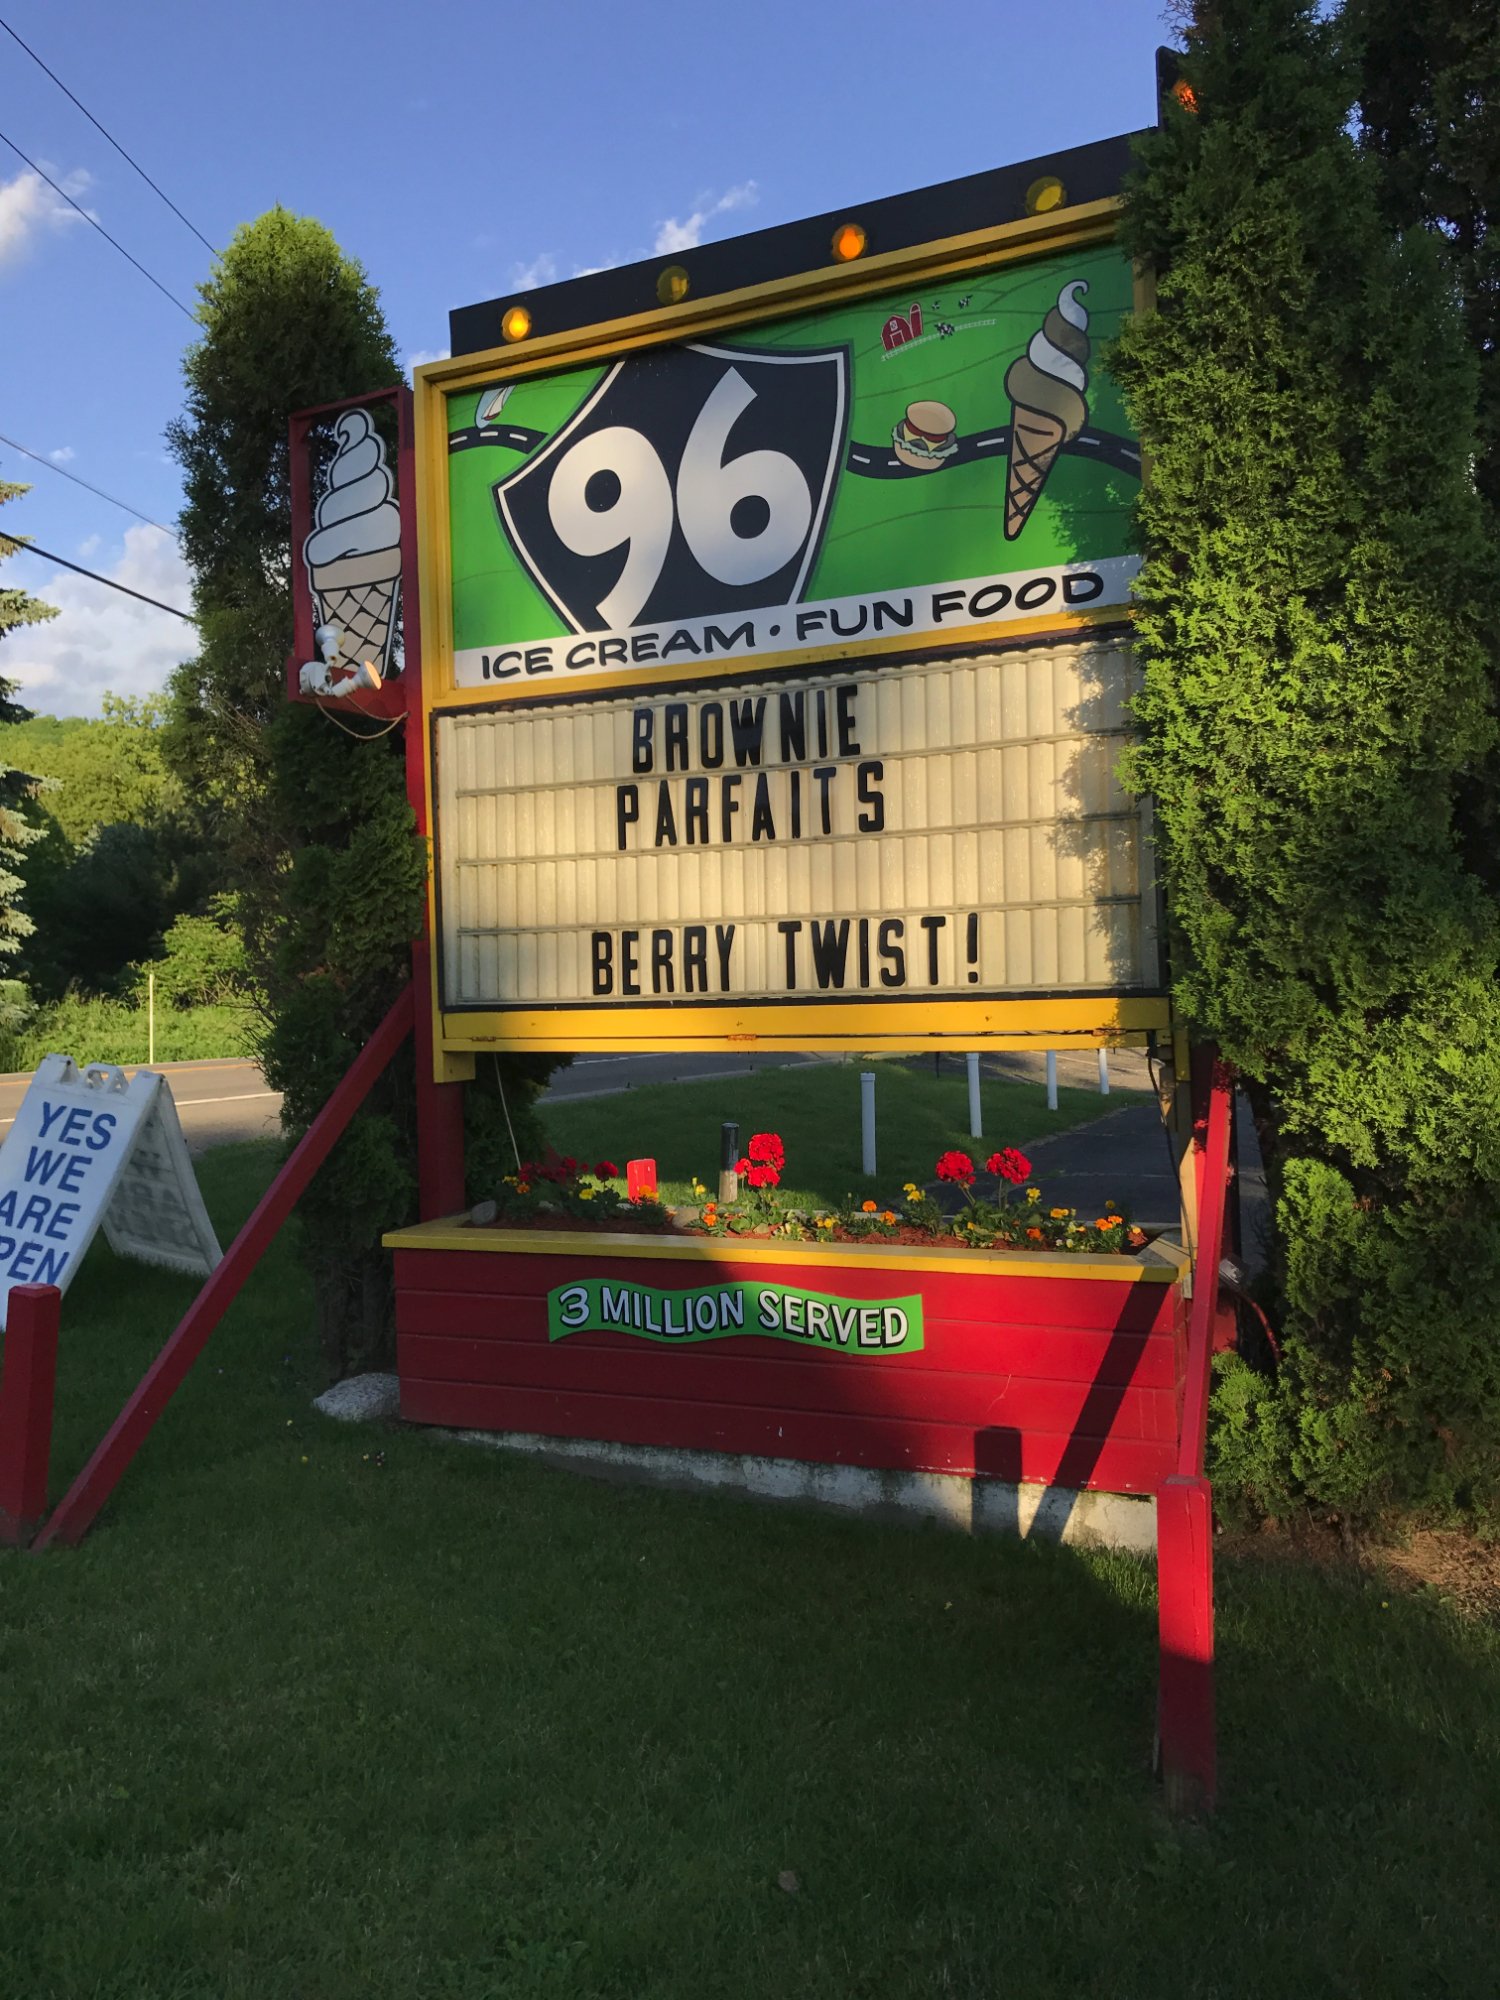 96
ICE CREAM • FUN FOOD
BROWNIE
PARFAITS
BERRY TWIST!
3 MILLION SERVED
YES
WE
ARE
PEN